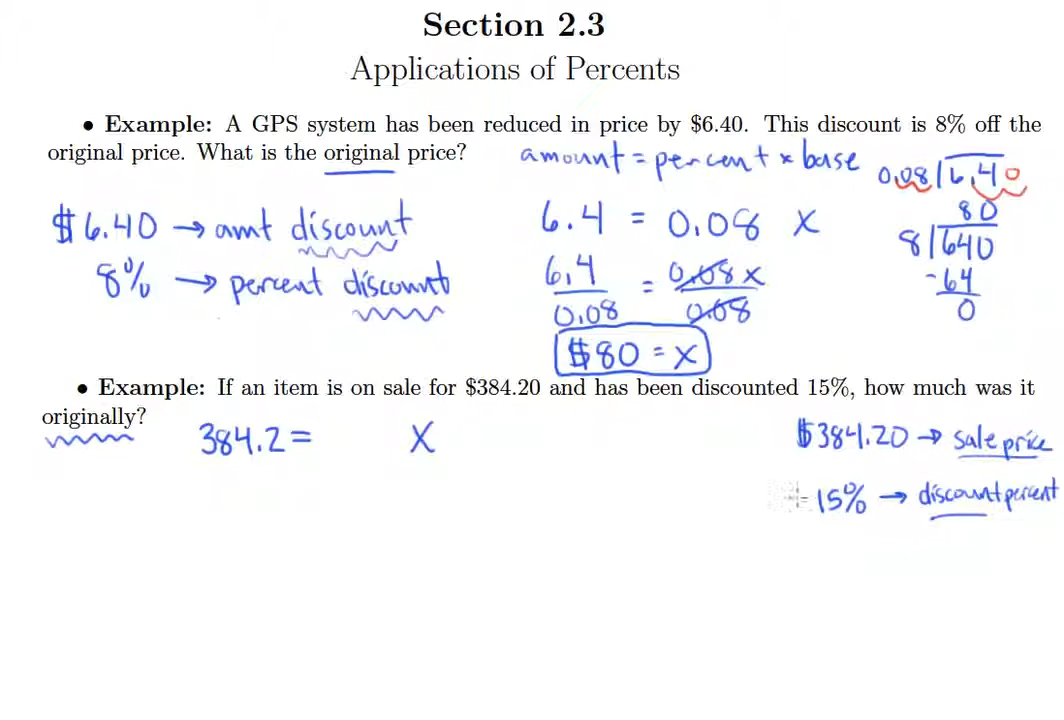 Section 2.3
Applications of Percents
• Example: A GPS system has been reduced in price by $6.40. This discount is 8% off the
original price. What is the original price?
amount = percent × base
$6.40 → amt discount
8% → percent discount
6.4 = 0.08 x
6.4/0.08 = 0.08x/0.08
$80 = x
0.08 6.40
80
8 640
-64
0
• Example: If an item is on sale for $384.20 and has been discounted 15%, how much was it
originally?
384.2 = x
$384.20 → sale price
15% → discount percent